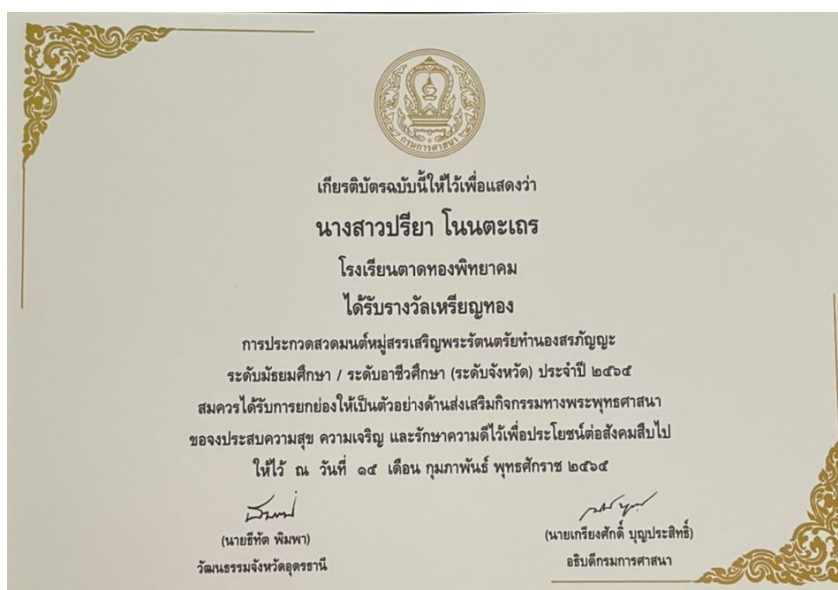 กรมการศาสนา
เกียรติบัตรฉบับนี้ให้ไว้เพื่อแสดงว่า
นางสาวปรียา โนนตะเถร
โรงเรียนตาดทองพิทยาคม
ได้รับรางวัลเหรียญทอง
การประกวดสวดมนต์หมู่สรรเสริญพระรัตนตรัยทำนองสรภัญญะ
ระดับมัธยมศึกษา / ระดับอาชีวศึกษา (ระดับจังหวัด) ประจำปี ๒๕๖๕
สมควรได้รับการยกย่องให้เป็นตัวอย่างด้านส่งเสริมกิจกรรมทางพระพุทธศาสนา
ขอจงประสบความสุข ความเจริญ และรักษาความดีไว้เพื่อประโยชน์ต่อสังคมสืบไป
ให้ไว้ ณ วันที่ ๑๕ เดือน กุมภาพันธ์ พุทธศักราช ๒๕๖๕
(นายธีทัต พิมพา)
วัฒนธรรมจังหวัดอุดรธานี
(นายเกรียงศักดิ์ บุญประสิทธิ์)
อธิบดีกรมการศาสนา